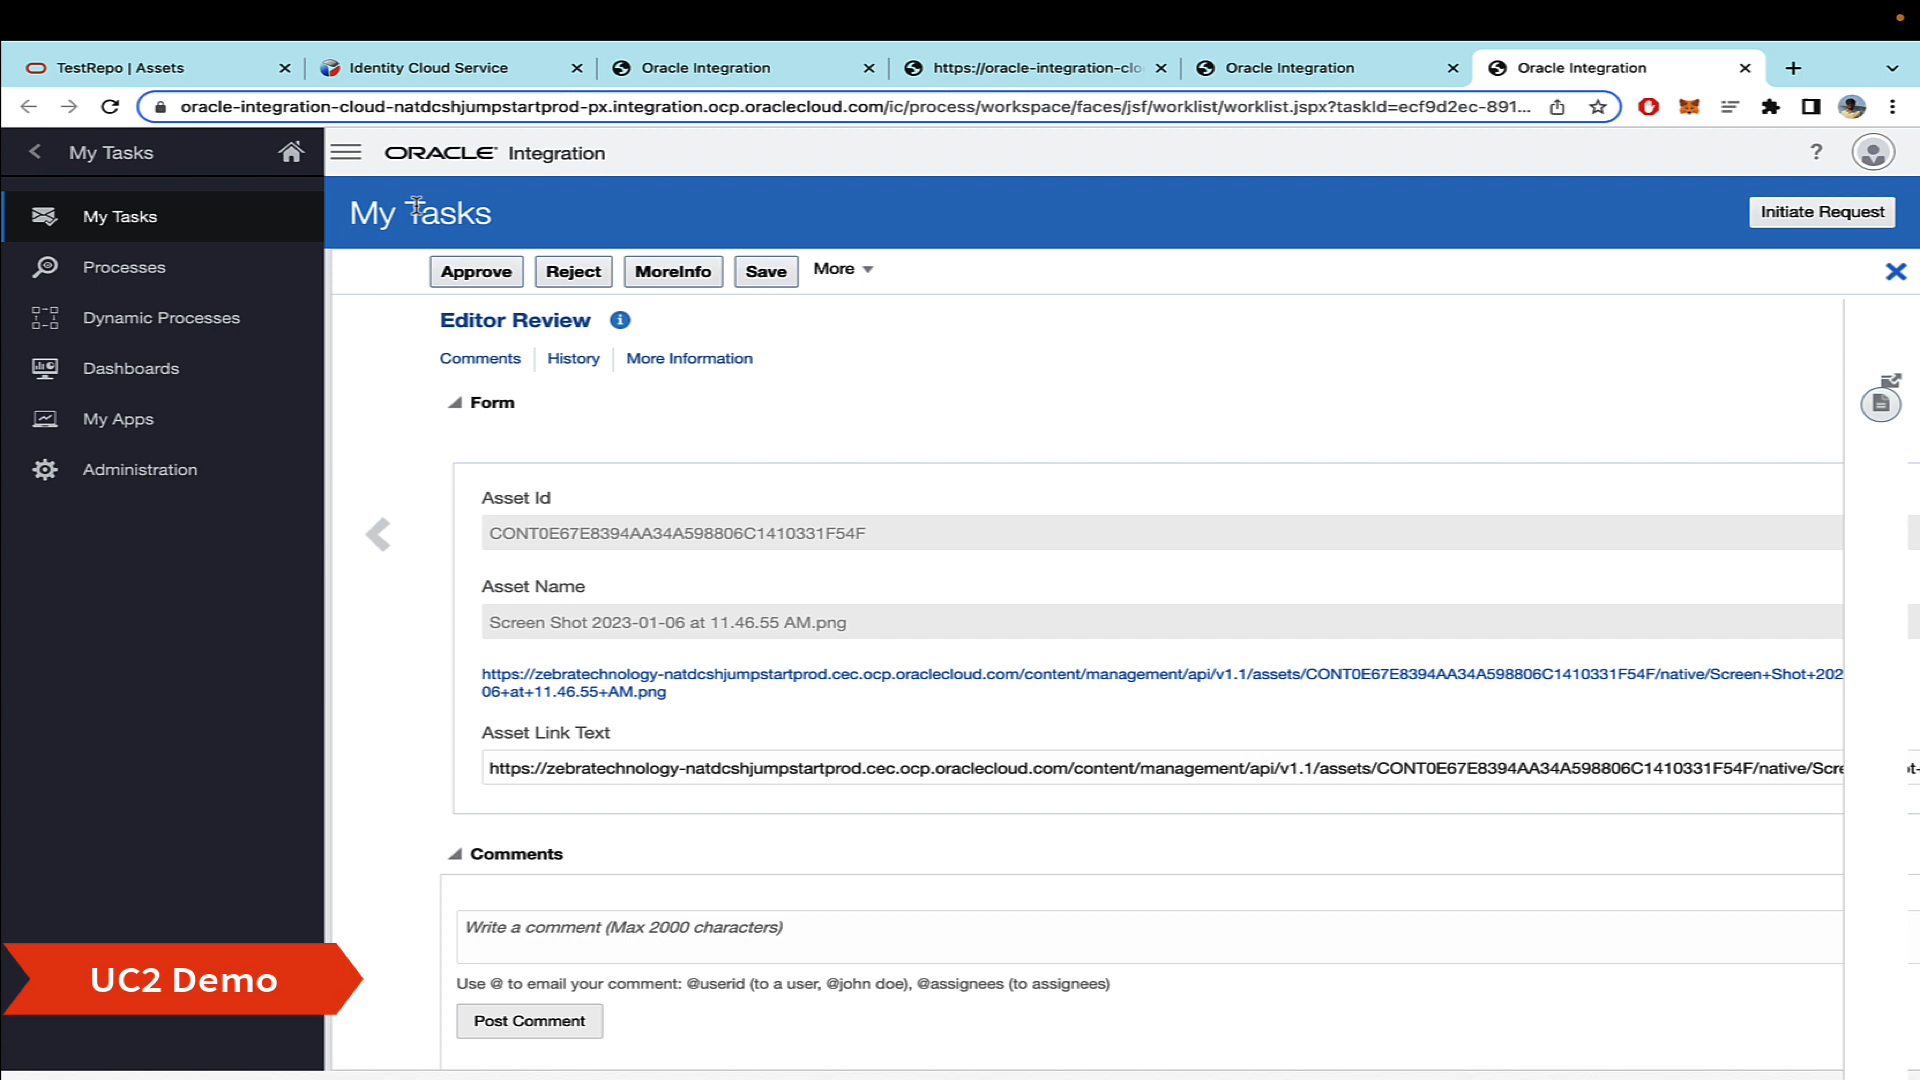 TestRepo | Assets
Identity Cloud Service
Oracle Integration
https://oracle-integration-clo
Oracle Integration
Oracle Integration
oracle-integration-cloud-natdcshjumpstartprod-px.integration.ocp.oraclecloud.com/ic/process/workspace/faces/jsf/worklist/worklist.jspx?taskId=ecf9d2ec-891...
My Tasks
ORACLE Integration
?
My Tasks
Processes
Dynamic Processes
Dashboards
My Apps
Administration
My Tasks
Initiate Request
Approve
Reject
MoreInfo
Save
More
Editor Review
Comments
History
More Information
Form
Asset Id
CONT0E67E8394AA34A598806C1410331F54F
Asset Name
Screen Shot 2023-01-06 at 11.46.55 AM.png
https://zebratechnology-natdcshjumpstartprod.cec.ocp.oraclecloud.com/content/management/api/v1.1/assets/CONT0E67E8394AA34A598806C1410331F54F/native/Screen+Shot+202
06+at+11.46.55+AM.png
Asset Link Text
https://zebratechnology-natdcshjumpstartprod.cec.ocp.oraclecloud.com/content/management/api/v1.1/assets/CONT0E67E8394AA34A598806C1410331F54F/native/Scre
Comments
Write a comment (Max 2000 characters)
Use @ to email your comment: @userid (to a user, @john doe), @assignees (to assignees)
Post Comment
UC2 Demo